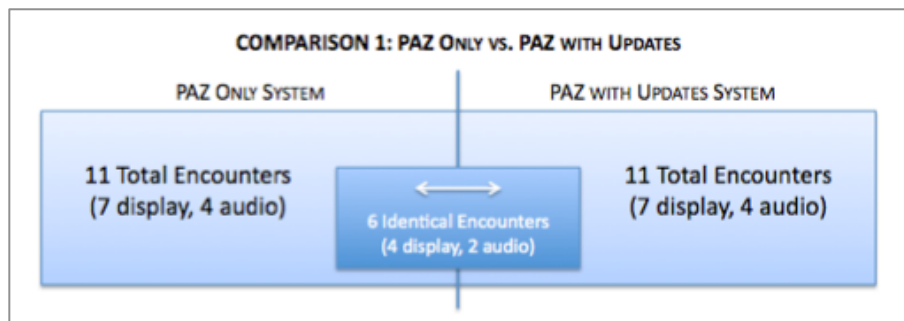 COMPARISON 1: PAZ ONLY VS. PAZ WITH UPDATES
PAZ ONLY SYSTEM
PAZ WITH UPDATES SYSTEM
11 Total Encounters
(7 display, 4 audio)
6 Identical Encounters
(4 display, 2 audio)
11 Total Encounters
(7 display, 4 audio)